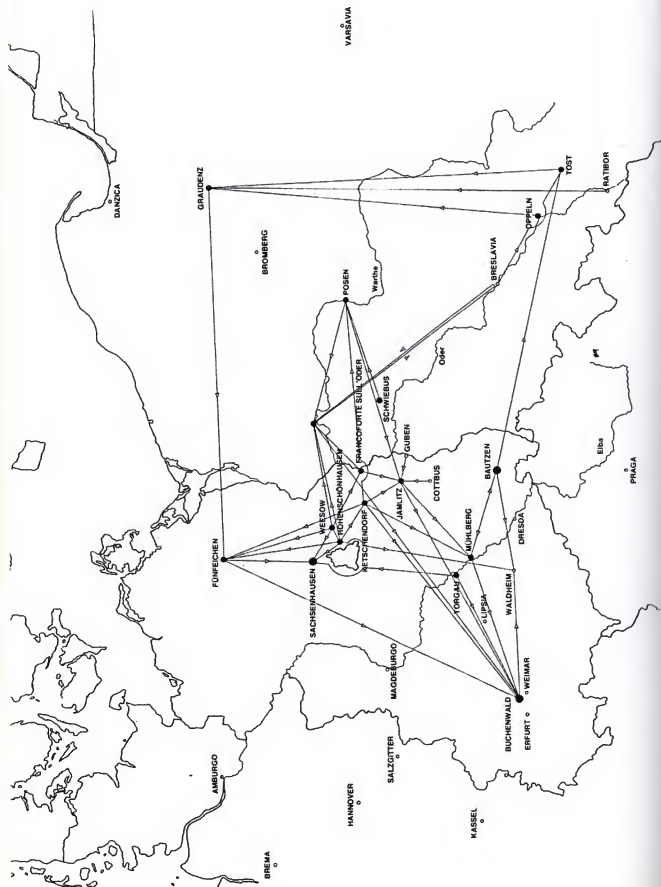 DANZICA
GRAUDENZ
AMBURGO
FÜNFEICHEN
BROMBERG
BREMA
SACHSENHAUSEN
WEESOW
HOHENSCHÖNHAUSEN
POSEN
VARSAVIA
HANNOVER
FRANCOFORTE SULL'ODER
KETSCHENDORF
Warthe
SCHWIEBUS
SALZGITTER
MAGDEBURGO
JAMLITZ
GUBEN
COTTBUS
Oder
TORGAU
MÜHLBERG
KASSEL
LIPSIA
BAUTZEN
BRESLAVIA
BUCHENWALD
WALDHEIM
DRESDA
ERFURT
WEIMAR
OPPELN
TOST
Elba
RATIBOR
PRAGA